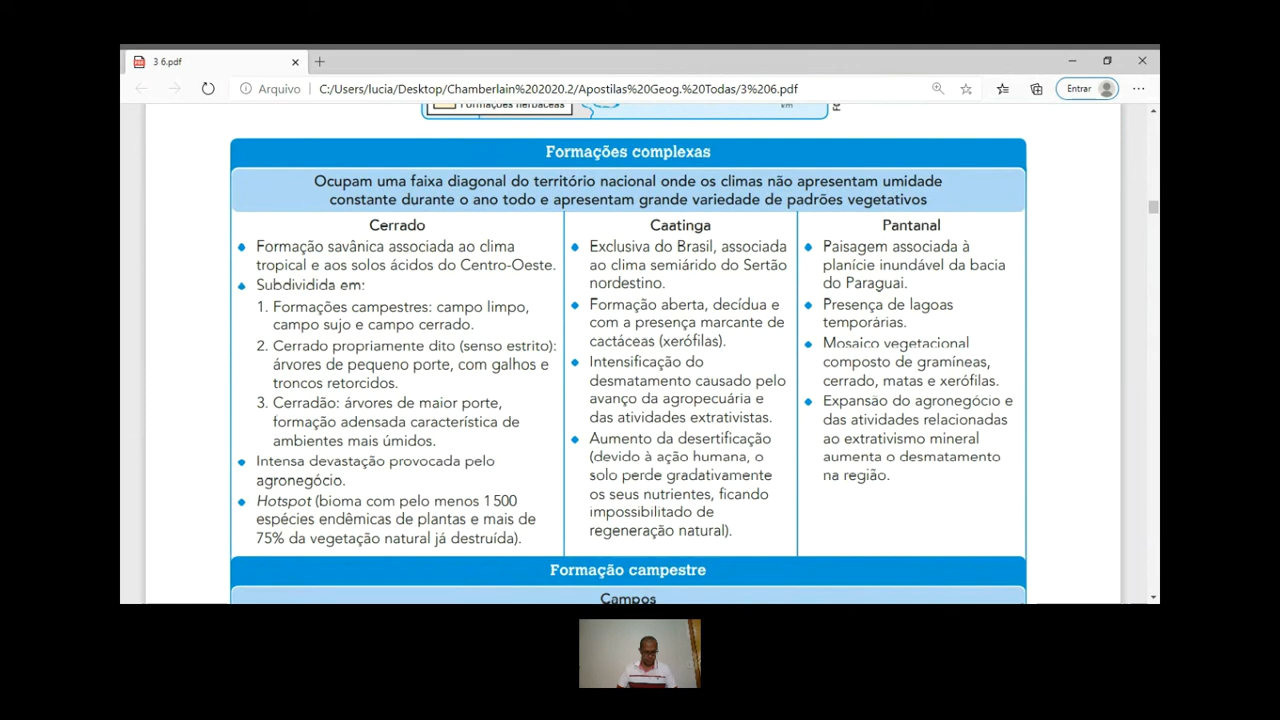 3 6.pdf
Arquivo
C:/Users/lucia/Desktop/Chamberlain%202020.2/Apostilas%20Geog.%20Todas/3%206.pdf
Entrar
Formações herbáceas
km
Formações complexas
Ocupam uma faixa diagonal do território nacional onde os climas não apresentam umidade
constante durante o ano todo e apresentam grande variedade de padrões vegetativos
Cerrado
Formação savânica associada ao clima
tropical e aos solos ácidos do Centro-Oeste.
Subdividida em:
1. Formações campestres: campo limpo,
campo sujo e campo cerrado.
2. Cerrado propriamente dito (senso estrito):
árvores de pequeno porte, com galhos e
troncos retorcidos.
3. Cerradão: árvores de maior porte,
formação adensada característica de
ambientes mais úmidos.
Intensa devastação provocada pelo
agronegócio.
Hotspot (bioma com pelo menos 1 500
espécies endêmicas de plantas e mais de
75% da vegetação natural já destruída).
Caatinga
Exclusiva do Brasil, associada
ao clima semiárido do Sertão
nordestino.
Formação aberta, decídua e
com a presença marcante de
cactáceas (xerófilas).
Intensificação do
desmatamento causado pelo
avanço da agropecuária e
das atividades extrativistas.
Aumento da desertificação
(devido à ação humana, o
solo perde gradativamente
os seus nutrientes, ficando
impossibilitado de
regeneração natural).
Pantanal
Paisagem associada à
planície inundável da bacia
do Paraguai.
Presença de lagoas
temporárias.
Mosaico vegetacional
composto de gramíneas,
cerrado, matas e xerófilas.
Expansão do agronegócio e
das atividades relacionadas
ao extrativismo mineral
aumenta o desmatamento
na região.
Formação campestre
Campos